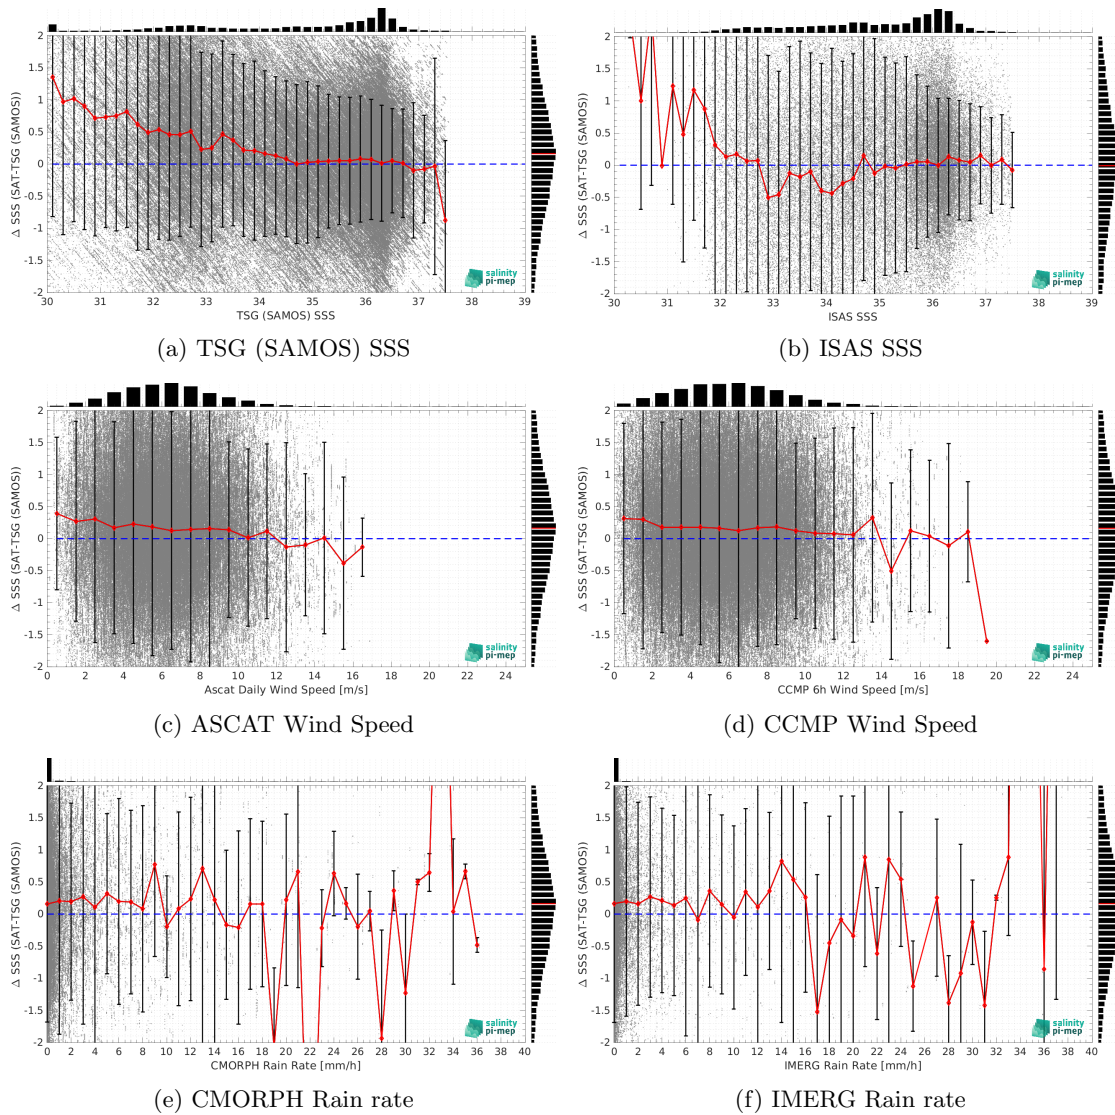 2
1.5
1
0.5
0
-0.5
-1
-1.5
-2
Δ SSS (SAT-TSG (SAMOS))
30 31 32 33 34 35 36 37 38 39
TSG (SAMOS) SSS
salinity
pi-mep
(a) TSG (SAMOS) SSS
2
1.5
1
0.5
0
-0.5
-1
-1.5
-2
Δ SSS (SAT-TSG (SAMOS))
30 31 32 33 34 35 36 37 38 39
ISAS SSS
salinity
pi-mep
(b) ISAS SSS
2
1.5
1
0.5
0
-0.5
-1
-1.5
-2
Δ SSS (SAT-TSG (SAMOS))
0 2 4 6 8 10 12 14 16 18 20 22 24
Ascat Daily Wind Speed [m/s]
salinity
pi-mep
(c) ASCAT Wind Speed
2
1.5
1
0.5
0
-0.5
-1
-1.5
-2
Δ SSS (SAT-TSG (SAMOS))
0 2 4 6 8 10 12 14 16 18 20 22 24
CCMP 6h Wind Speed [m/s]
salinity
pi-mep
(d) CCMP Wind Speed
2
1.5
1
0.5
0
-0.5
-1
-1.5
-2
Δ SSS (SAT-TSG (SAMOS))
0 2 4 6 8 10 12 14 16 18 20 22 24 26 28 30 32 34 36 38 40
CMORPH Rain Rate [mm/h]
salinity
pi-mep
(e) CMORPH Rain rate
2
1.5
1
0.5
0
-0.5
-1
-1.5
-2
Δ SSS (SAT-TSG (SAMOS))
0 2 4 6 8 10 12 14 16 18 20 22 24 26 28 30 32 34 36 38 40
IMERG Rain Rate [mm/h]
salinity
pi-mep
(f) IMERG Rain rate